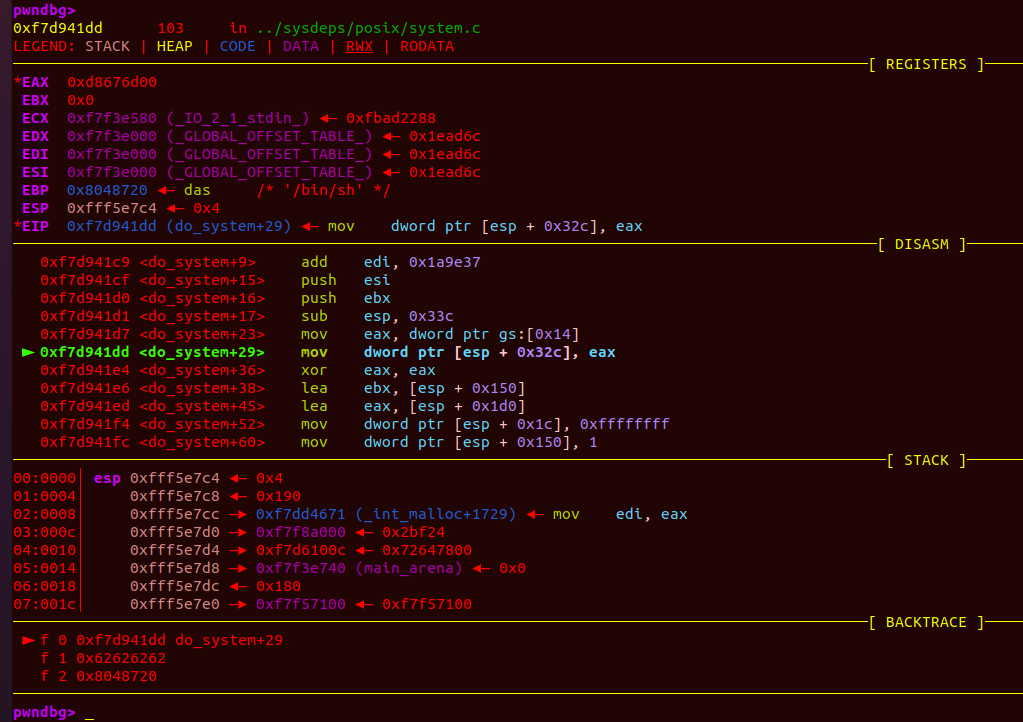 pwndbg>
0xf7d941dd 103 in ../sysdeps/posix/system.c
LEGEND: STACK | HEAP | CODE | DATA | RWX | RODATA
[ REGISTERS ]
*EAX 0xd8676d00
EBX 0x0
ECX 0xf7f3e580 (_IO_2_1_stdin_) ◂— 0xfbad2288
EDX 0xf7f3e000 (_GLOBAL_OFFSET_TABLE_) ◂— 0x1ead6c
EDI 0xf7f3e000 (_GLOBAL_OFFSET_TABLE_) ◂— 0x1ead6c
ESI 0xf7f3e000 (_GLOBAL_OFFSET_TABLE_) ◂— 0x1ead6c
EBP 0x8048720 ◂— das /* '/bin/sh' */
ESP 0xfff5e7c4 ◂— 0x4
*EIP 0xf7d941dd (do_system+29) ◂— mov dword ptr [esp + 0x32c], eax
[ DISASM ]
0xf7d941c9 <do_system+9> add edi, 0x1a9e37
0xf7d941cf <do_system+15> push esi
0xf7d941d0 <do_system+16> push ebx
0xf7d941d1 <do_system+17> sub esp, 0x33c
0xf7d941d7 <do_system+23> mov eax, dword ptr gs:[0x14]
► 0xf7d941dd <do_system+29> mov dword ptr [esp + 0x32c], eax
0xf7d941e4 <do_system+36> xor eax, eax
0xf7d941e6 <do_system+38> lea ebx, [esp + 0x150]
0xf7d941ed <do_system+45> lea eax, [esp + 0x1d0]
0xf7d941f4 <do_system+52> mov dword ptr [esp + 0x1c], 0xffffffff
0xf7d941fc <do_system+60> mov dword ptr [esp + 0x150], 1
[ STACK ]
00:0000│ esp 0xfff5e7c4 ◂— 0x4
01:0004│ 0xfff5e7c8 ◂— 0x190
02:0008│ 0xfff5e7cc —▸ 0xf7dd4671 (_int_malloc+1729) ◂— mov edi, eax
03:000c│ 0xfff5e7d0 —▸ 0xf7f8a000 ◂— 0x2bf24
04:0010│ 0xfff5e7d4 —▸ 0xf7d6100c ◂— 0x72647800
05:0014│ 0xfff5e7d8 —▸ 0xf7f3e740 (main_arena) ◂— 0x0
06:0018│ 0xfff5e7dc ◂— 0x180
07:001c│ 0xfff5e7e0 —▸ 0xf7f57100 ◂— 0xf7f57100
[ BACKTRACE ]
► f 0 0xf7d941dd do_system+29
f 1 0x62626262
f 2 0x8048720
pwndbg> _